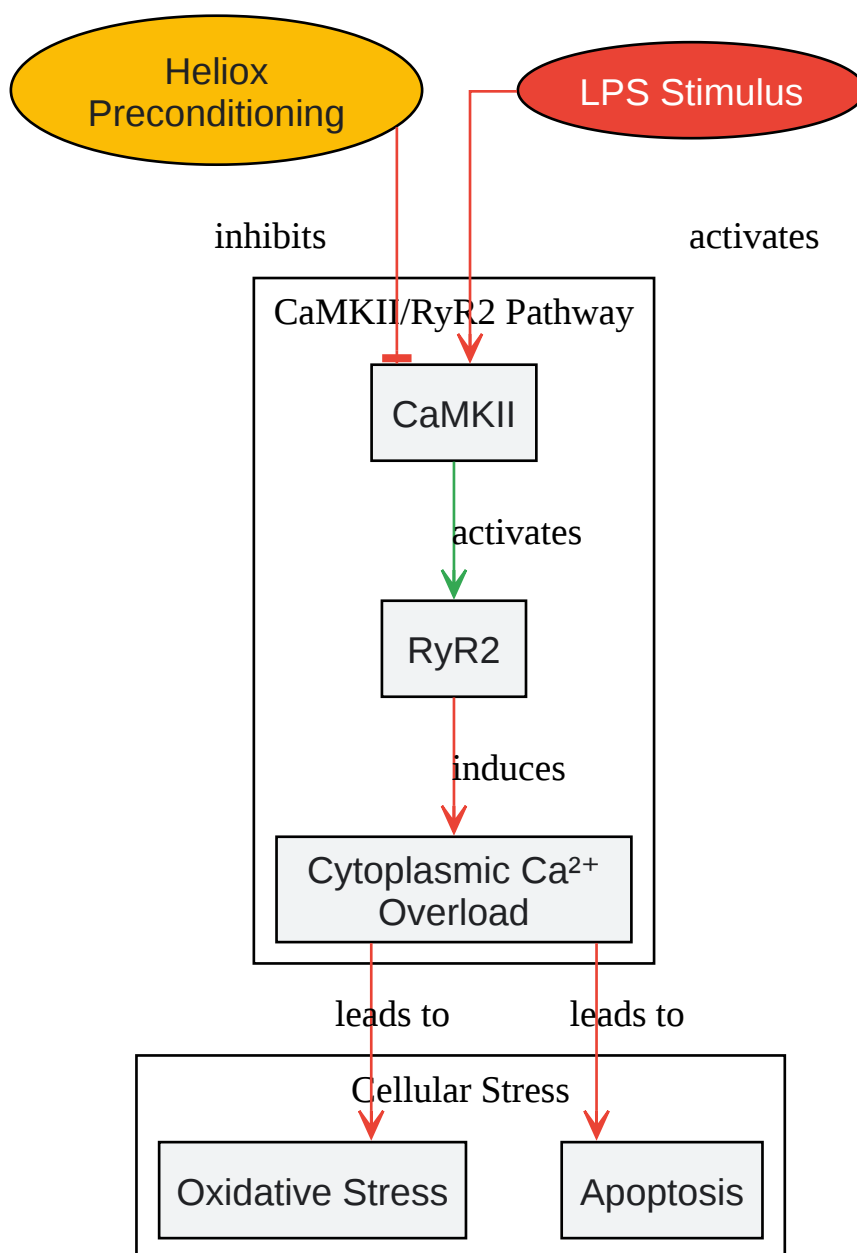 Heliox
Preconditioning
LPS Stimulus
inhibits
activates
CaMKII/RyR2 Pathway
CaMKII
activates
RyR2
induces
Cytoplasmic Ca²⁺
Overload
leads to
leads to
Cellular Stress
Oxidative Stress
Apoptosis